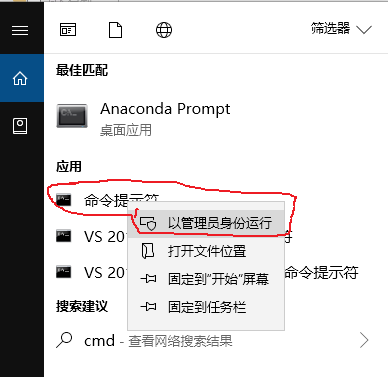 筛选器
最佳匹配
Anaconda Prompt
桌面应用
应用
命令提示符
以管理员身份运行
VS 201
符
打开文件位置
VS 201
命令提示符
固定到"开始"屏幕
固定到任务栏
搜索建议
cmd - 查看网络搜索结果